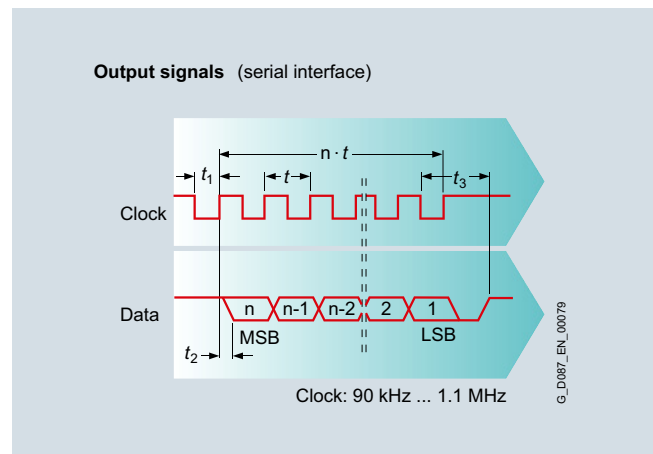 Output signals (serial interface)
n · t
t1
t
t3
Clock
Data
n
n-1
n-2
2
1
MSB
LSB
t2
Clock: 90 kHz ... 1.1 MHz
G_D087_EN_00079